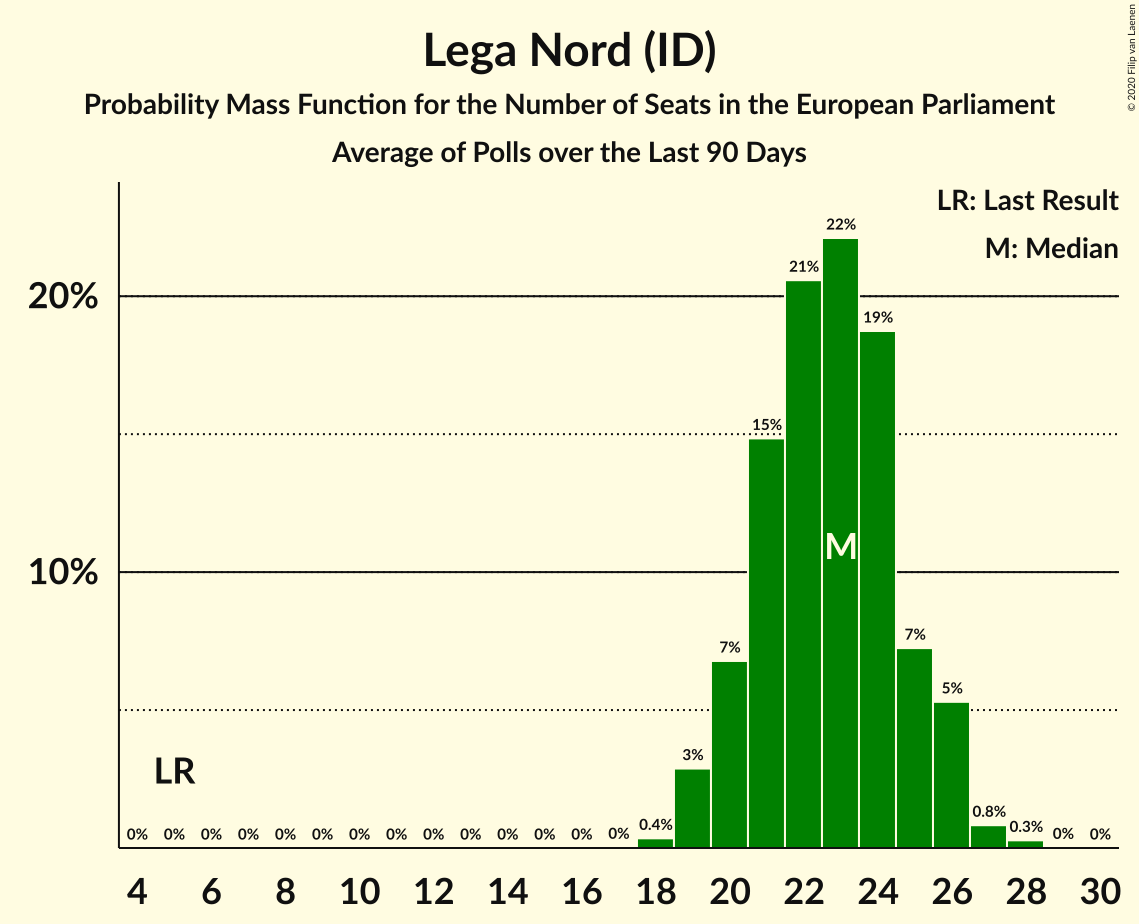 Lega Nord (ID)
Probability Mass Function for the Number of Seats in the European Parliament
Average of Polls over the Last 90 Days
© 2020 Filip van Laenen
LR: Last Result
M: Median
20%
10%
LR
M
0% 0% 0% 0% 0% 0% 0% 0% 0% 0% 0% 0% 0% 0% 0.4% 3% 7% 15% 21% 22% 19% 7% 5% 0.8% 0.3% 0% 0%
4 6 8 10 12 14 16 18 20 22 24 26 28 30